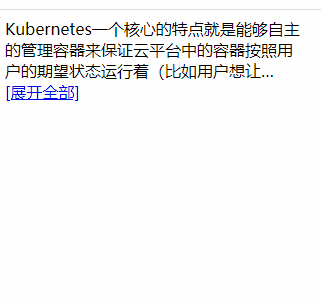 Kubernetes一个核心的特点就是能够自主
的管理容器来保证云平台中的容器按照用
户的期望状态运行着（比如用户想让...
[展开全部]